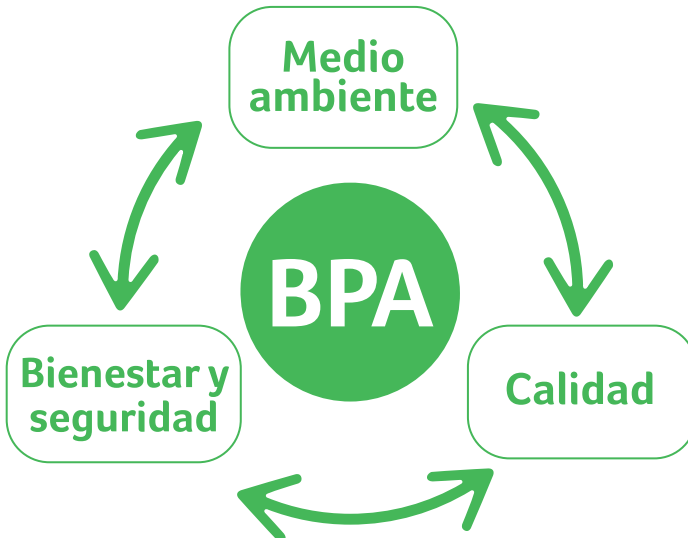 Medio
ambiente
BPA
Bienestar y
seguridad
Calidad